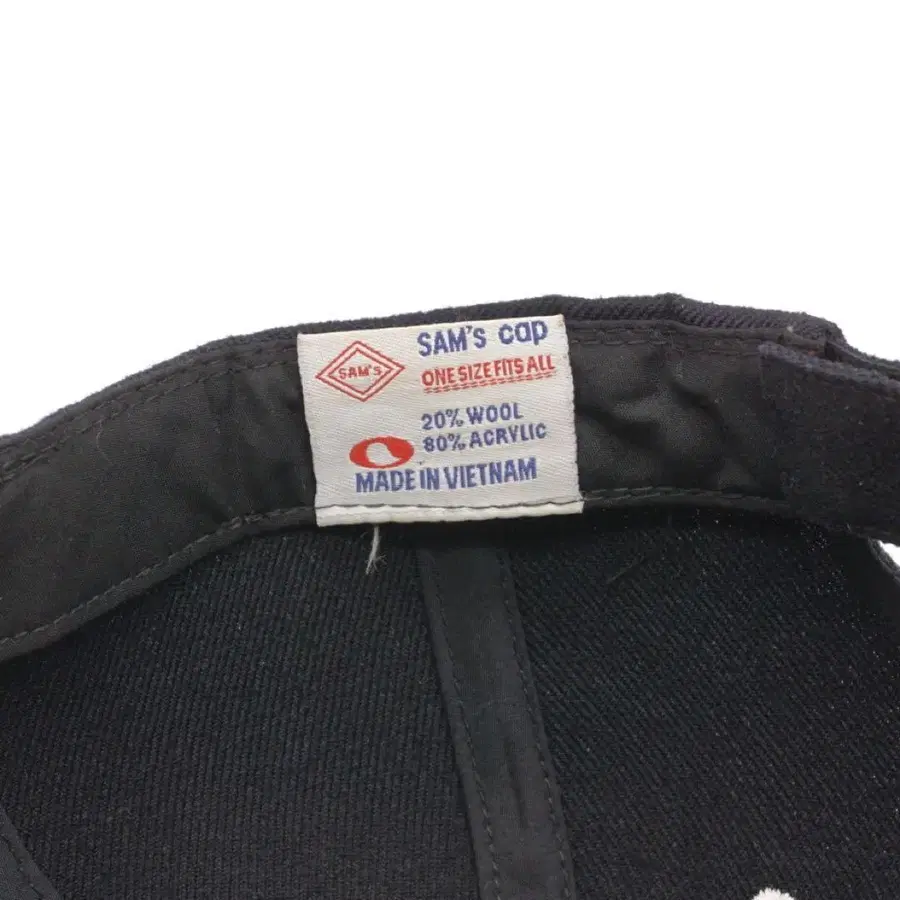 SAM'S cap
SAM'S
ONE SIZE FITS ALL
20% WOOL
80% ACRYLIC
MADE IN VIETNAM